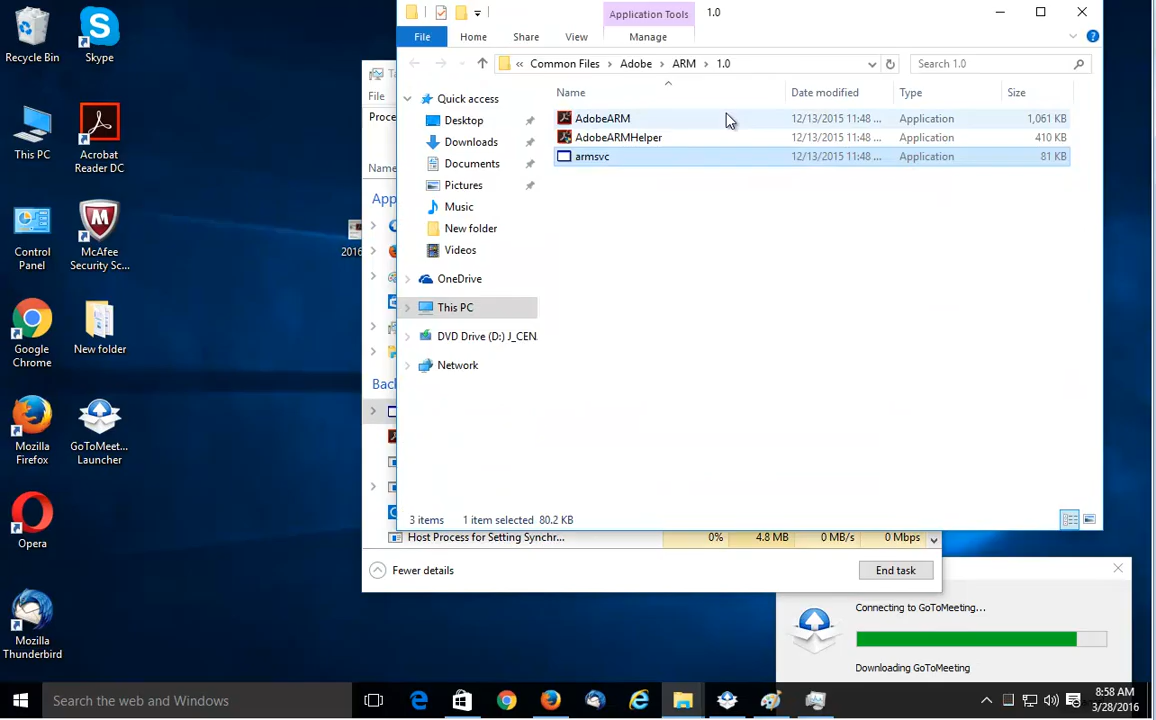 Recycle Bin
Skype
This PC
Acrobat
Reader DC
Control
Panel
McAfee
Security Sc...
Google
Chrome
New folder
Mozilla
Firefox
GoToMeet...
Launcher
Opera
Mozilla
Thunderbird
2016
File
Name
Application Tools
1.0
File
Home
Share
View
Manage
« Common Files › Adobe › ARM › 1.0
Search 1.0
Quick access
Desktop
Downloads
Documents
Pictures
Music
New folder
Videos
OneDrive
This PC
DVD Drive (D:) J_CEN
Network
Name
Date modified
Type
Size
AdobeARM
12/13/2015 11:48 ...
Application
1,061 KB
AdobeARMHelper
12/13/2015 11:48 ...
Application
410 KB
armsvc
12/13/2015 11:48 ...
Application
81 KB
3 items
1 item selected 80.2 KB
Host Process for Setting Synchr...
0%
4.8 MB
0 MB/s
0 Mbps
Fewer details
End task
Connecting to GoToMeeting...
Downloading GoToMeeting
Search the web and Windows
8:58 AM
3/28/2016